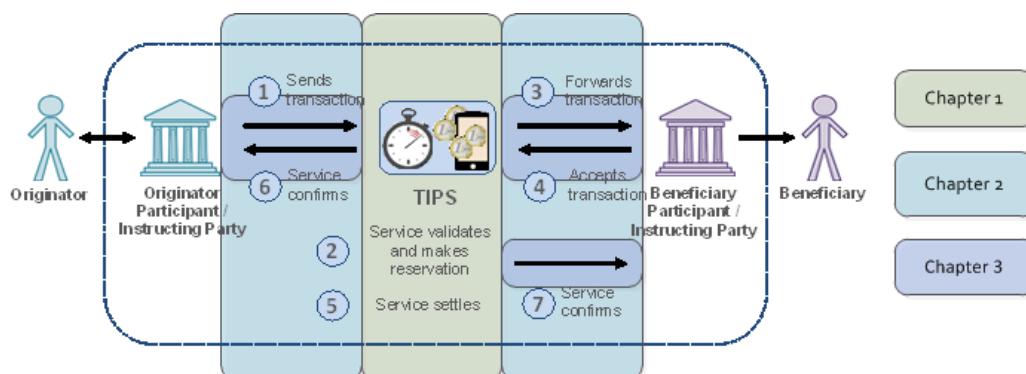 1 Sends
transaction
3 Forwards
transaction
Chapter 1
Originator
Originator
Participant /
Instructing Party
6 Service
confirms
TIPS
4 Accepts
transaction
Beneficiary
Participant /
Instructing Party
Beneficiary
Chapter 2
2 Service validates
and makes
reservation
5 Service settles
7 Service
confirms
Chapter 3